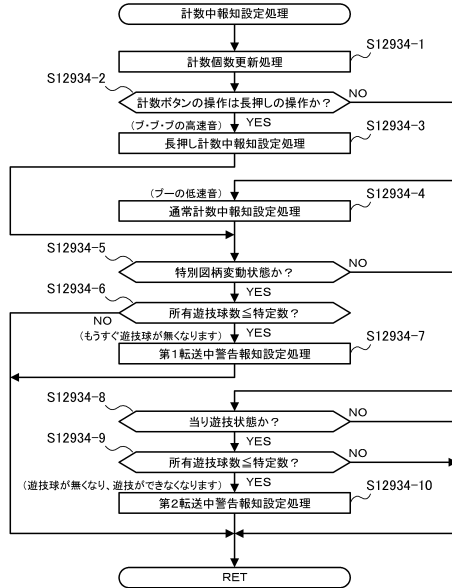 計数中報知設定処理
S12934-1
計数個数更新処理
S12934-2
計数ボタンの操作は長押しの操作か？
NO
YES
(ブ・ブ・ブの高速音)
S12934-3
長押し計数中報知設定処理
(ブーの低速音)
S12934-4
通常計数中報知設定処理
S12934-5
特別図柄変動状態か？
NO
YES
S12934-6
所有遊技球数≦特定数？
NO
YES
(もうすぐ遊技球が無くなります)
S12934-7
第1転送中警告報知設定処理
S12934-8
当り遊技状態か？
NO
YES
S12934-9
所有遊技球数≦特定数？
NO
YES
(遊技球が無くなり、遊技ができなくなります)
S12934-10
第2転送中警告報知設定処理
RET